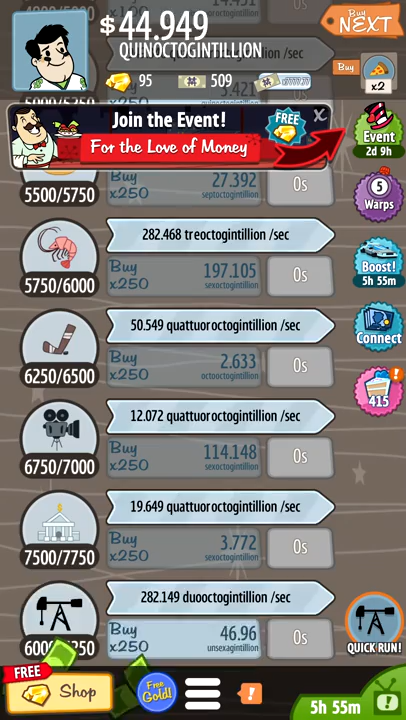 $44.949
QUINOCTOGINTILLION
/sec
Buy
NEXT
95
509
Buy
x2
Join the Event!
For the Love of Money
FREE
X
Event
2d 9h
27.392
septoctogintillion
x250
0s
5500/5750
5
Warps
282.468 treoctogintillion /sec
Buy
x250
197.105
sexoctogintillion
0s
5750/6000
Boost!
5h 55m
50.549 quattuoroctogintillion /sec
Buy
x250
2.633
octooctogintillion
0s
6250/6500
Connect
!
415
12.072 quattuoroctogintillion /sec
Buy
x250
114.148
sexoctogintillion
0s
6750/7000
19.649 quattuoroctogintillion /sec
Buy
x250
3.772
sexoctogintillion
0s
7500/7750
282.149 duooctogintillion /sec
Buy
x250
46.96
unsexagintillion
0s
QUICK RUN!
FREE
Shop
Free
Gold!
!
5h 55m